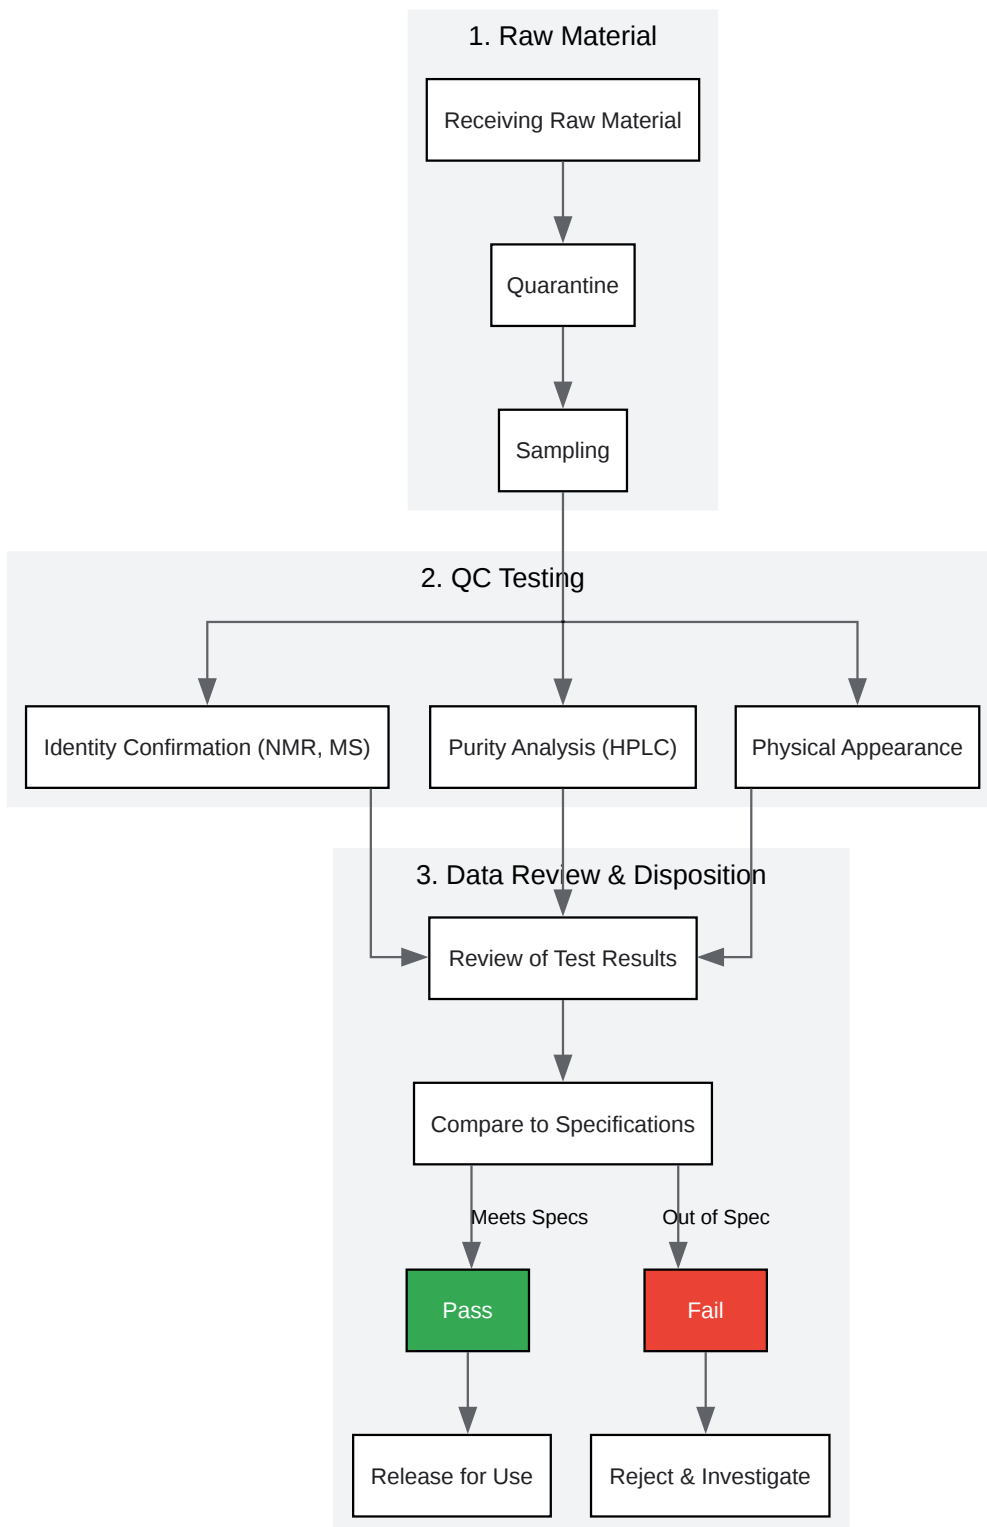 1. Raw Material
Receiving Raw Material
Quarantine
Sampling
2. QC Testing
Identity Confirmation (NMR, MS)
Purity Analysis (HPLC)
Physical Appearance
3. Data Review & Disposition
Review of Test Results
Compare to Specifications
Meets Specs
Out of Spec
Pass
Fail
Release for Use
Reject & Investigate